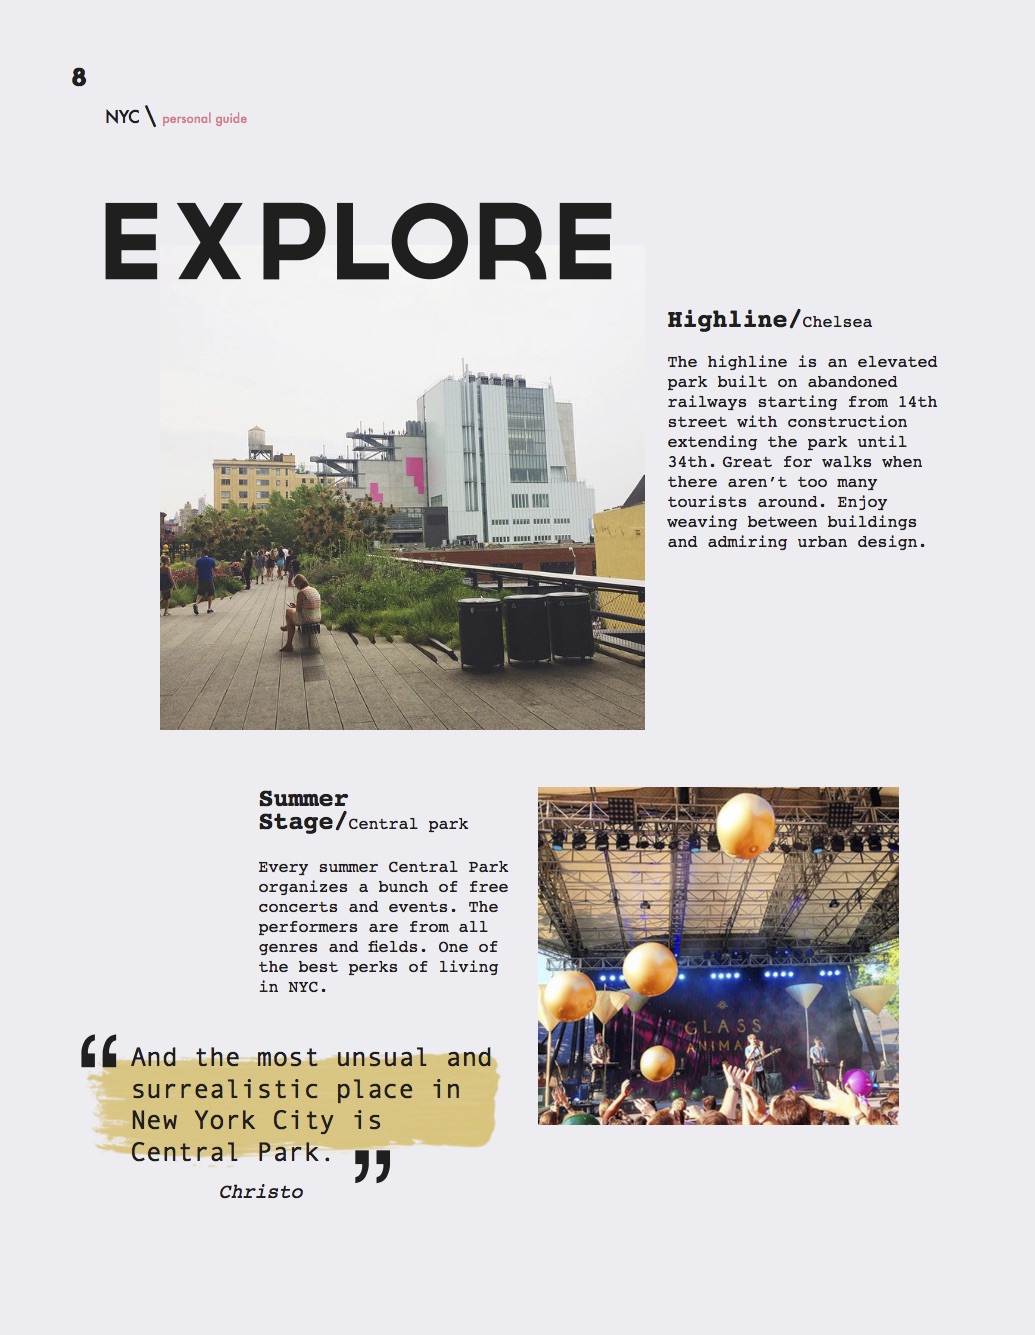 8
NYC \ personal guide
EXPLORE
Highline/Chelsea
The highline is an elevated
park built on abandoned
railways starting from 14th
street with construction
extending the park until
34th. Great for walks when
there aren't too many
tourists around. Enjoy
weaving between buildings
and admiring urban design.
Summer
Stage/Central park
Every summer Central Park
organizes a bunch of free
concerts and events. The
performers are from all
genres and fields. One of
the best perks of living
in NYC.
GLASS
ANIMA
“And the most unsual and
surrealistic place in
New York City is
Central Park.”
Christo